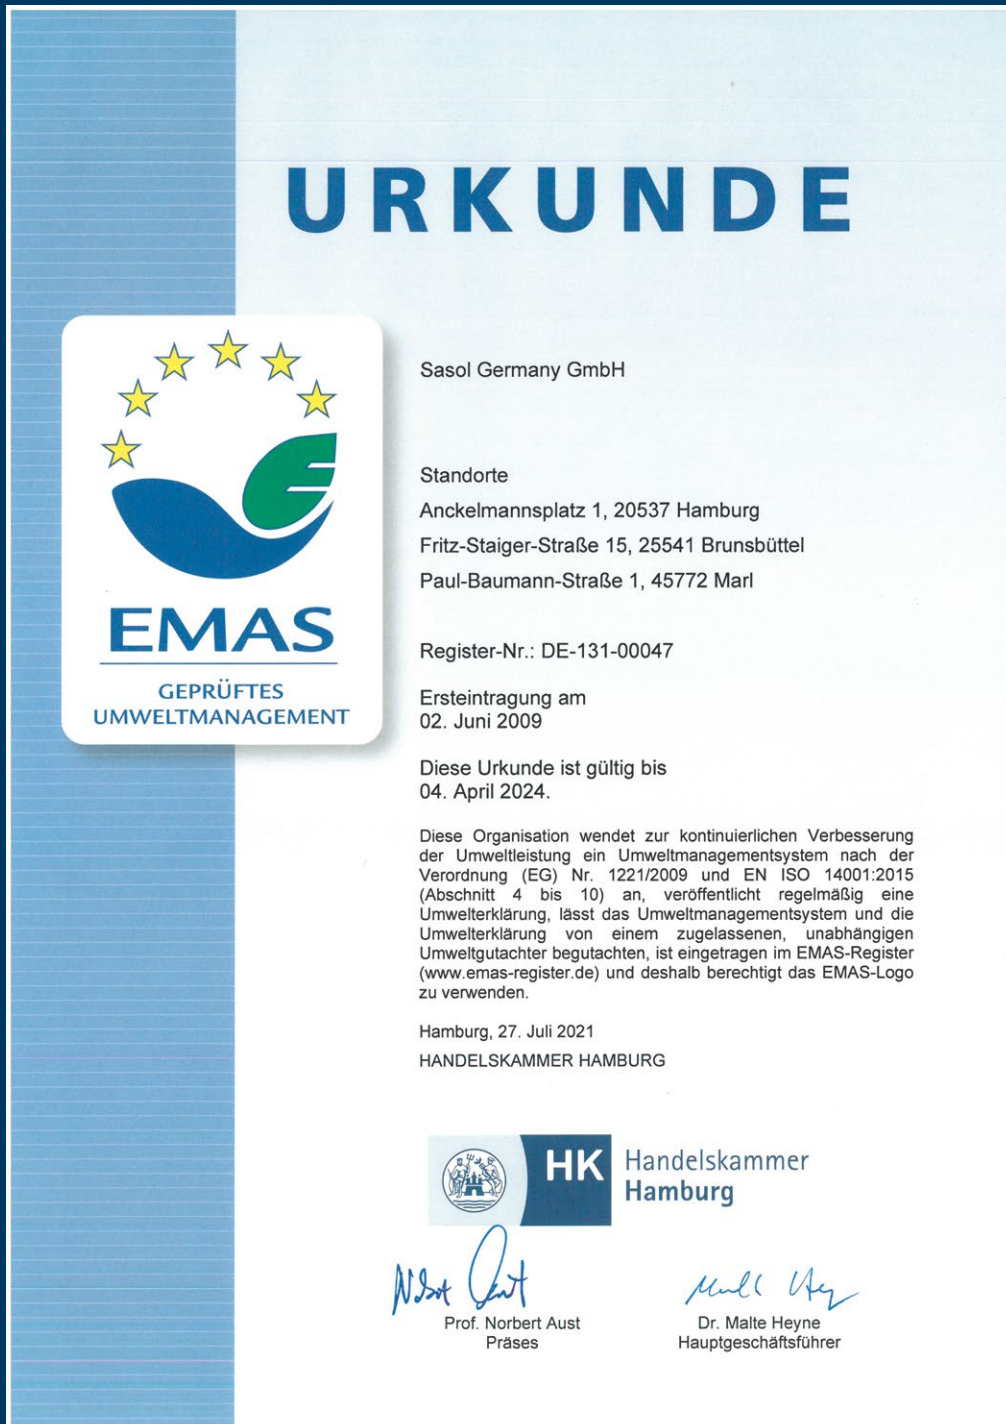 URKUNDE
EMAS
GEPRÜFTES
UMWELTMANAGEMENT
Sasol Germany GmbH
Standorte
Anckelmannsplatz 1, 20537 Hamburg
Fritz-Staiger-Straße 15, 25541 Brunsbüttel
Paul-Baumann-Straße 1, 45772 Marl
Register-Nr.: DE-131-00047
Ersteintragung am
02. Juni 2009
Diese Urkunde ist gültig bis
04. April 2024.
Diese Organisation wendet zur kontinuierlichen Verbesserung
der Umweltleistung ein Umweltmanagementsystem nach der
Verordnung (EG) Nr. 1221/2009 und EN ISO 14001:2015
(Abschnitt 4 bis 10) an, veröffentlicht regelmäßig eine
Umwelterklärung, lässt das Umweltmanagementsystem und die
Umwelterklärung von einem zugelassenen, unabhängigen
Umweltgutachter begutachten, ist eingetragen im EMAS-Register
(www.emas-register.de) und deshalb berechtigt das EMAS-Logo
zu verwenden.
Hamburg, 27. Juli 2021
HANDELSKAMMER HAMBURG
HK Handelskammer
Hamburg
Prof. Norbert Aust
Präses
Dr. Malte Heyne
Hauptgeschäftsführer